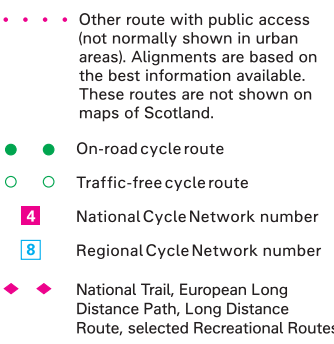 Other route with public access
(not normally shown in urban
areas). Alignments are based on
the best information available.
These routes are not shown on
maps of Scotland.
On-road cycle route
Traffic-free cycle route
4 National Cycle Network number
8 Regional Cycle Network number
National Trail, European Long
Distance Path, Long Distance
Route, selected Recreational Routes